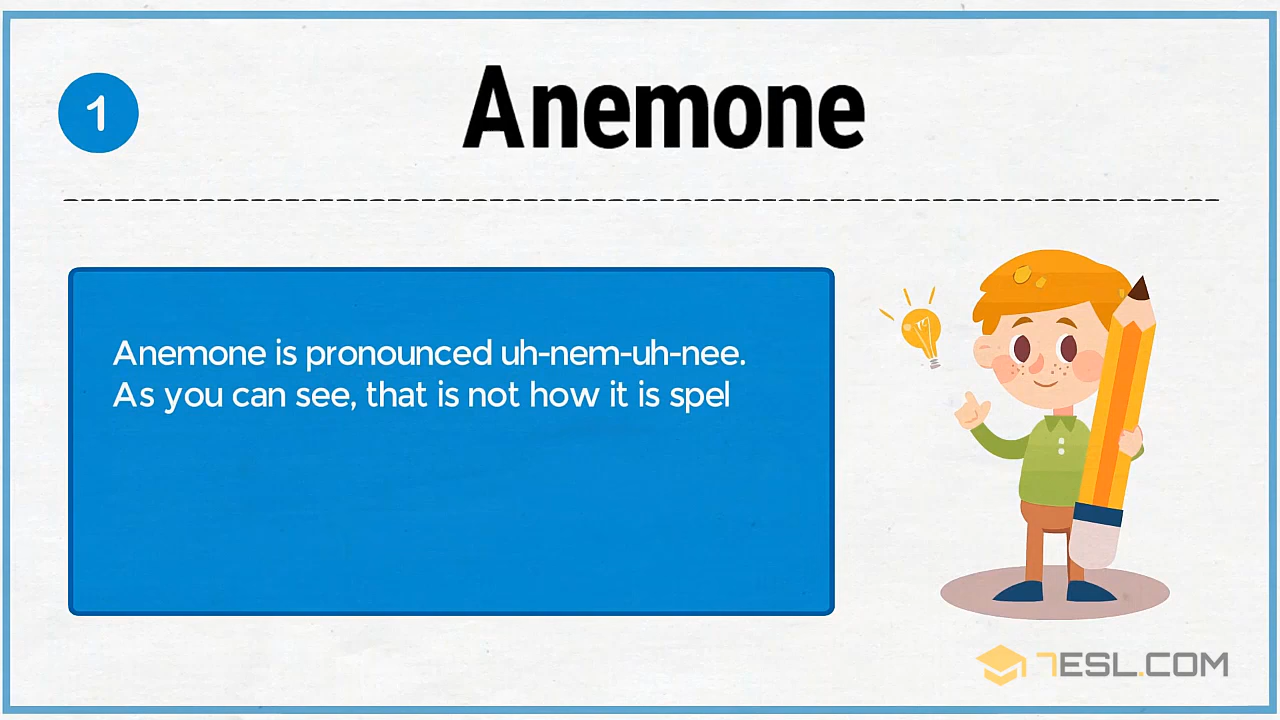 1
Anemone
Anemone is pronounced uh-nem-uh-nee.
As you can see, that is not how it is spel
7ESL.COM